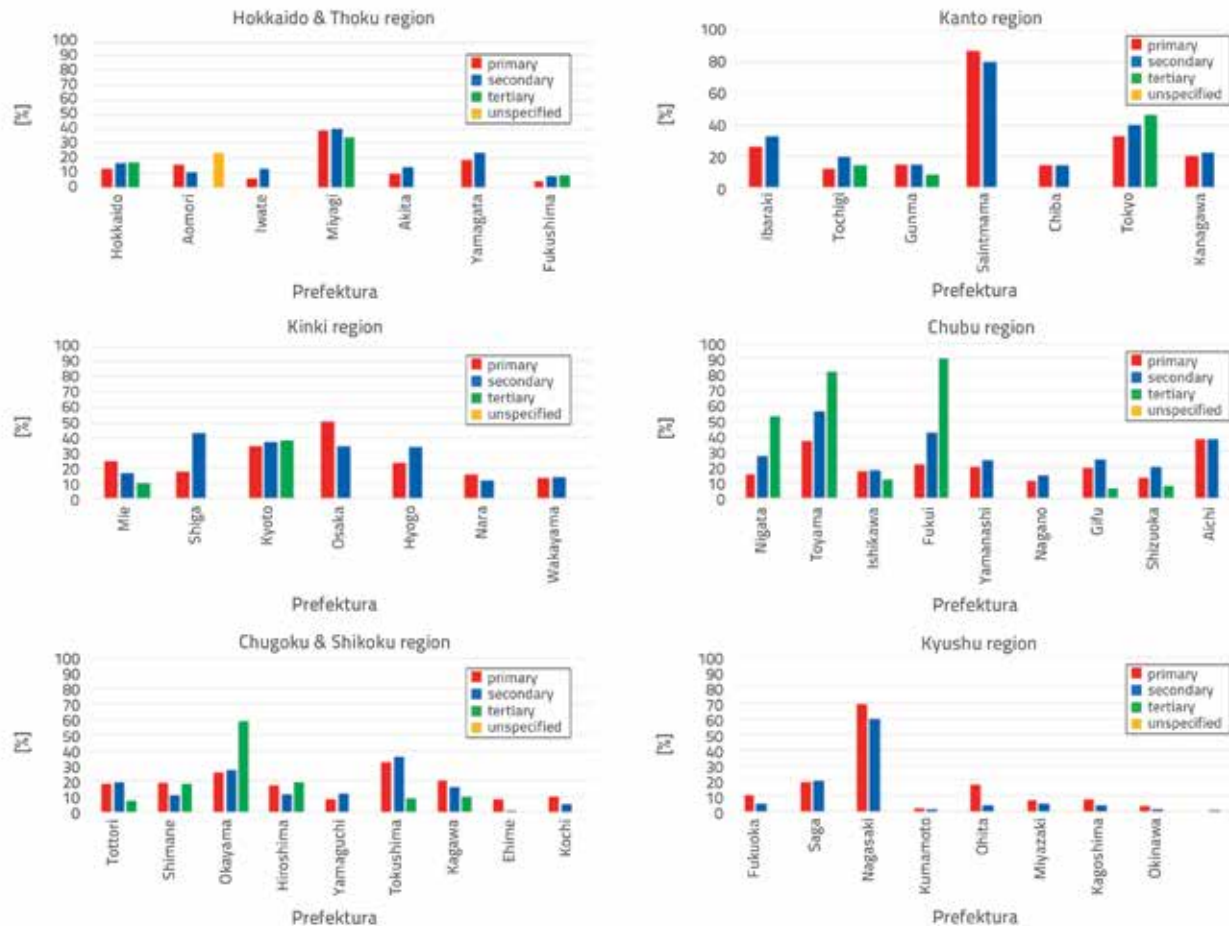 Hokkaido & Thoku region
100
90
80
70
60
50
40
30
20
10
0
[%]
primary
secondary
tertiary
unspecified
Hokkaido
Aomori
Iwate
Miyagi
Akita
Yamagata
Fukushima
Prefektura
Kanto region
100
80
60
40
20
0
[%]
primary
secondary
tertiary
unspecified
Ibaraki
Tochigi
Gunma
Saintmama
Chiba
Tokyo
Kanagawa
Prefektura
Kinki region
100
90
80
70
60
50
40
30
20
10
0
[%]
primary
secondary
tertiary
unspecified
Mie
Shiga
Kyoto
Osaka
Hyogo
Nara
Wakayama
Prefektura
Chubu region
100
90
80
70
60
50
40
30
20
10
0
[%]
primary
secondary
tertiary
unspecified
Nigata
Toyama
Ishikawa
Fukui
Yamanashi
Nagano
Gifu
Shizuoka
Aichi
Prefektura
Chugoku & Shikoku region
100
90
80
70
60
50
40
30
20
10
0
[%]
primary
secondary
tertiary
unspecified
Tottori
Shimane
Okayama
Hiroshima
Yamaguchi
Tokushima
Kagawa
Ehime
Kochi
Prefektura
Kyushu region
100
90
80
70
60
50
40
30
20
10
0
[%]
primary
secondary
tertiary
unspecified
Fukuoka
Saga
Nagasaki
Kumamoto
Ohita
Miyazaki
Kagoshima
Okinawa
Prefektura